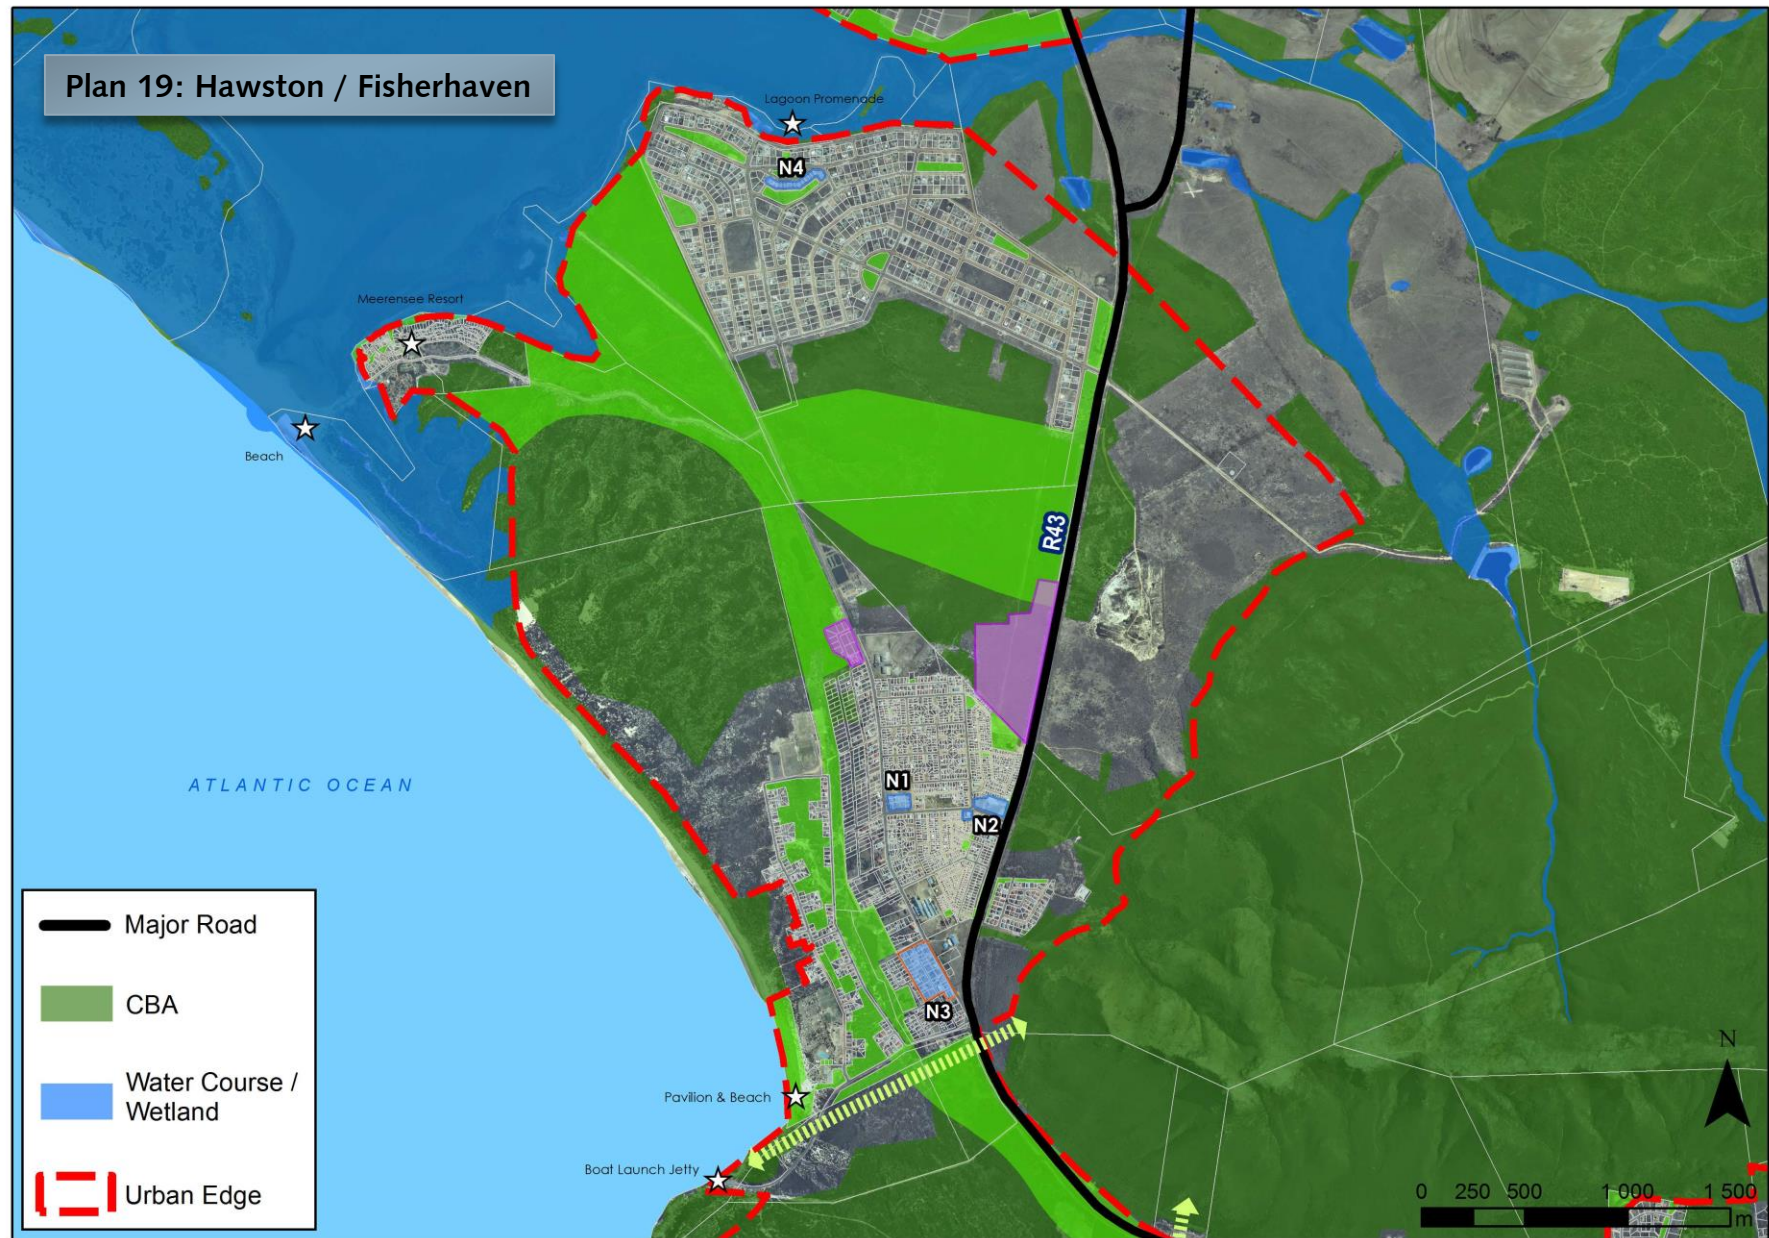 Plan 19: Hawston / Fisherhaven
Lagoon Promenade
N4
Meerensee Resort
Beach
R43
ATLANTIC OCEAN
N1
N2
N3
Pavilion & Beach
Boat Launch Jetty
Major Road
CBA
Water Course /
Wetland
Urban Edge
N
0 250 500 1 000 1 500
m